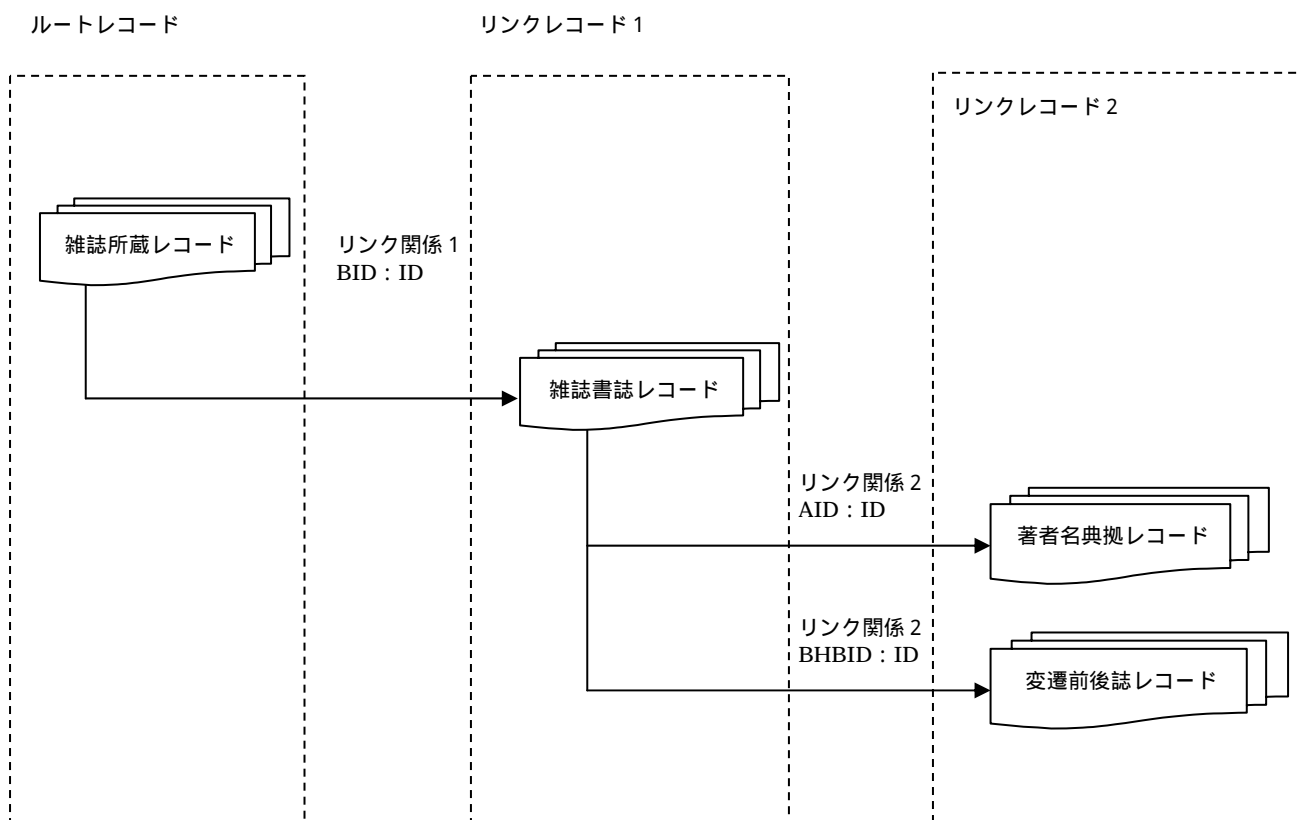 ルートレコード
リンクレコード1
リンクレコード2
雑誌所蔵レコード
リンク関係1
BID：ID
雑誌書誌レコード
リンク関係2
AID：ID
著者名典拠レコード
リンク関係2
BHBID：ID
変遷前後誌レコード